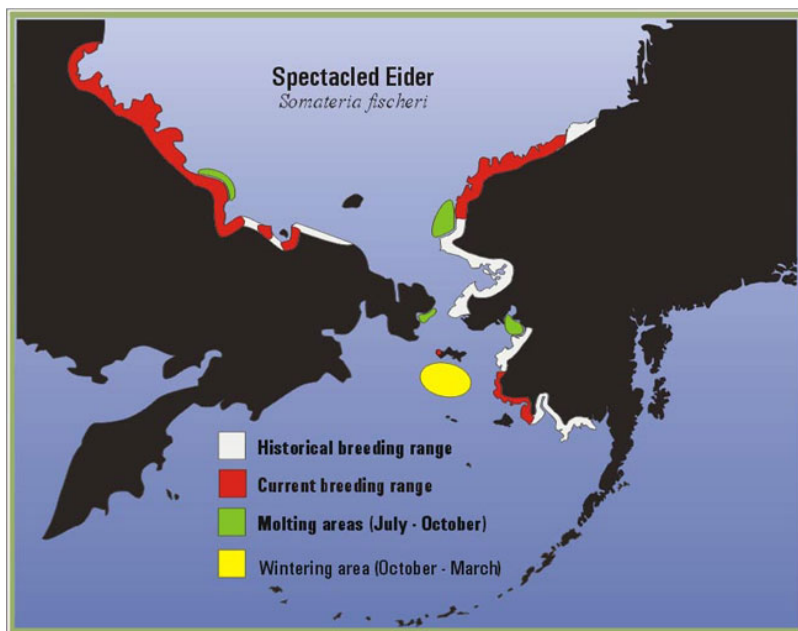 Spectacled Eider
Somateria fischeri
Historical breeding range
Current breeding range
Molting areas (July - October)
Wintering area (October - March)